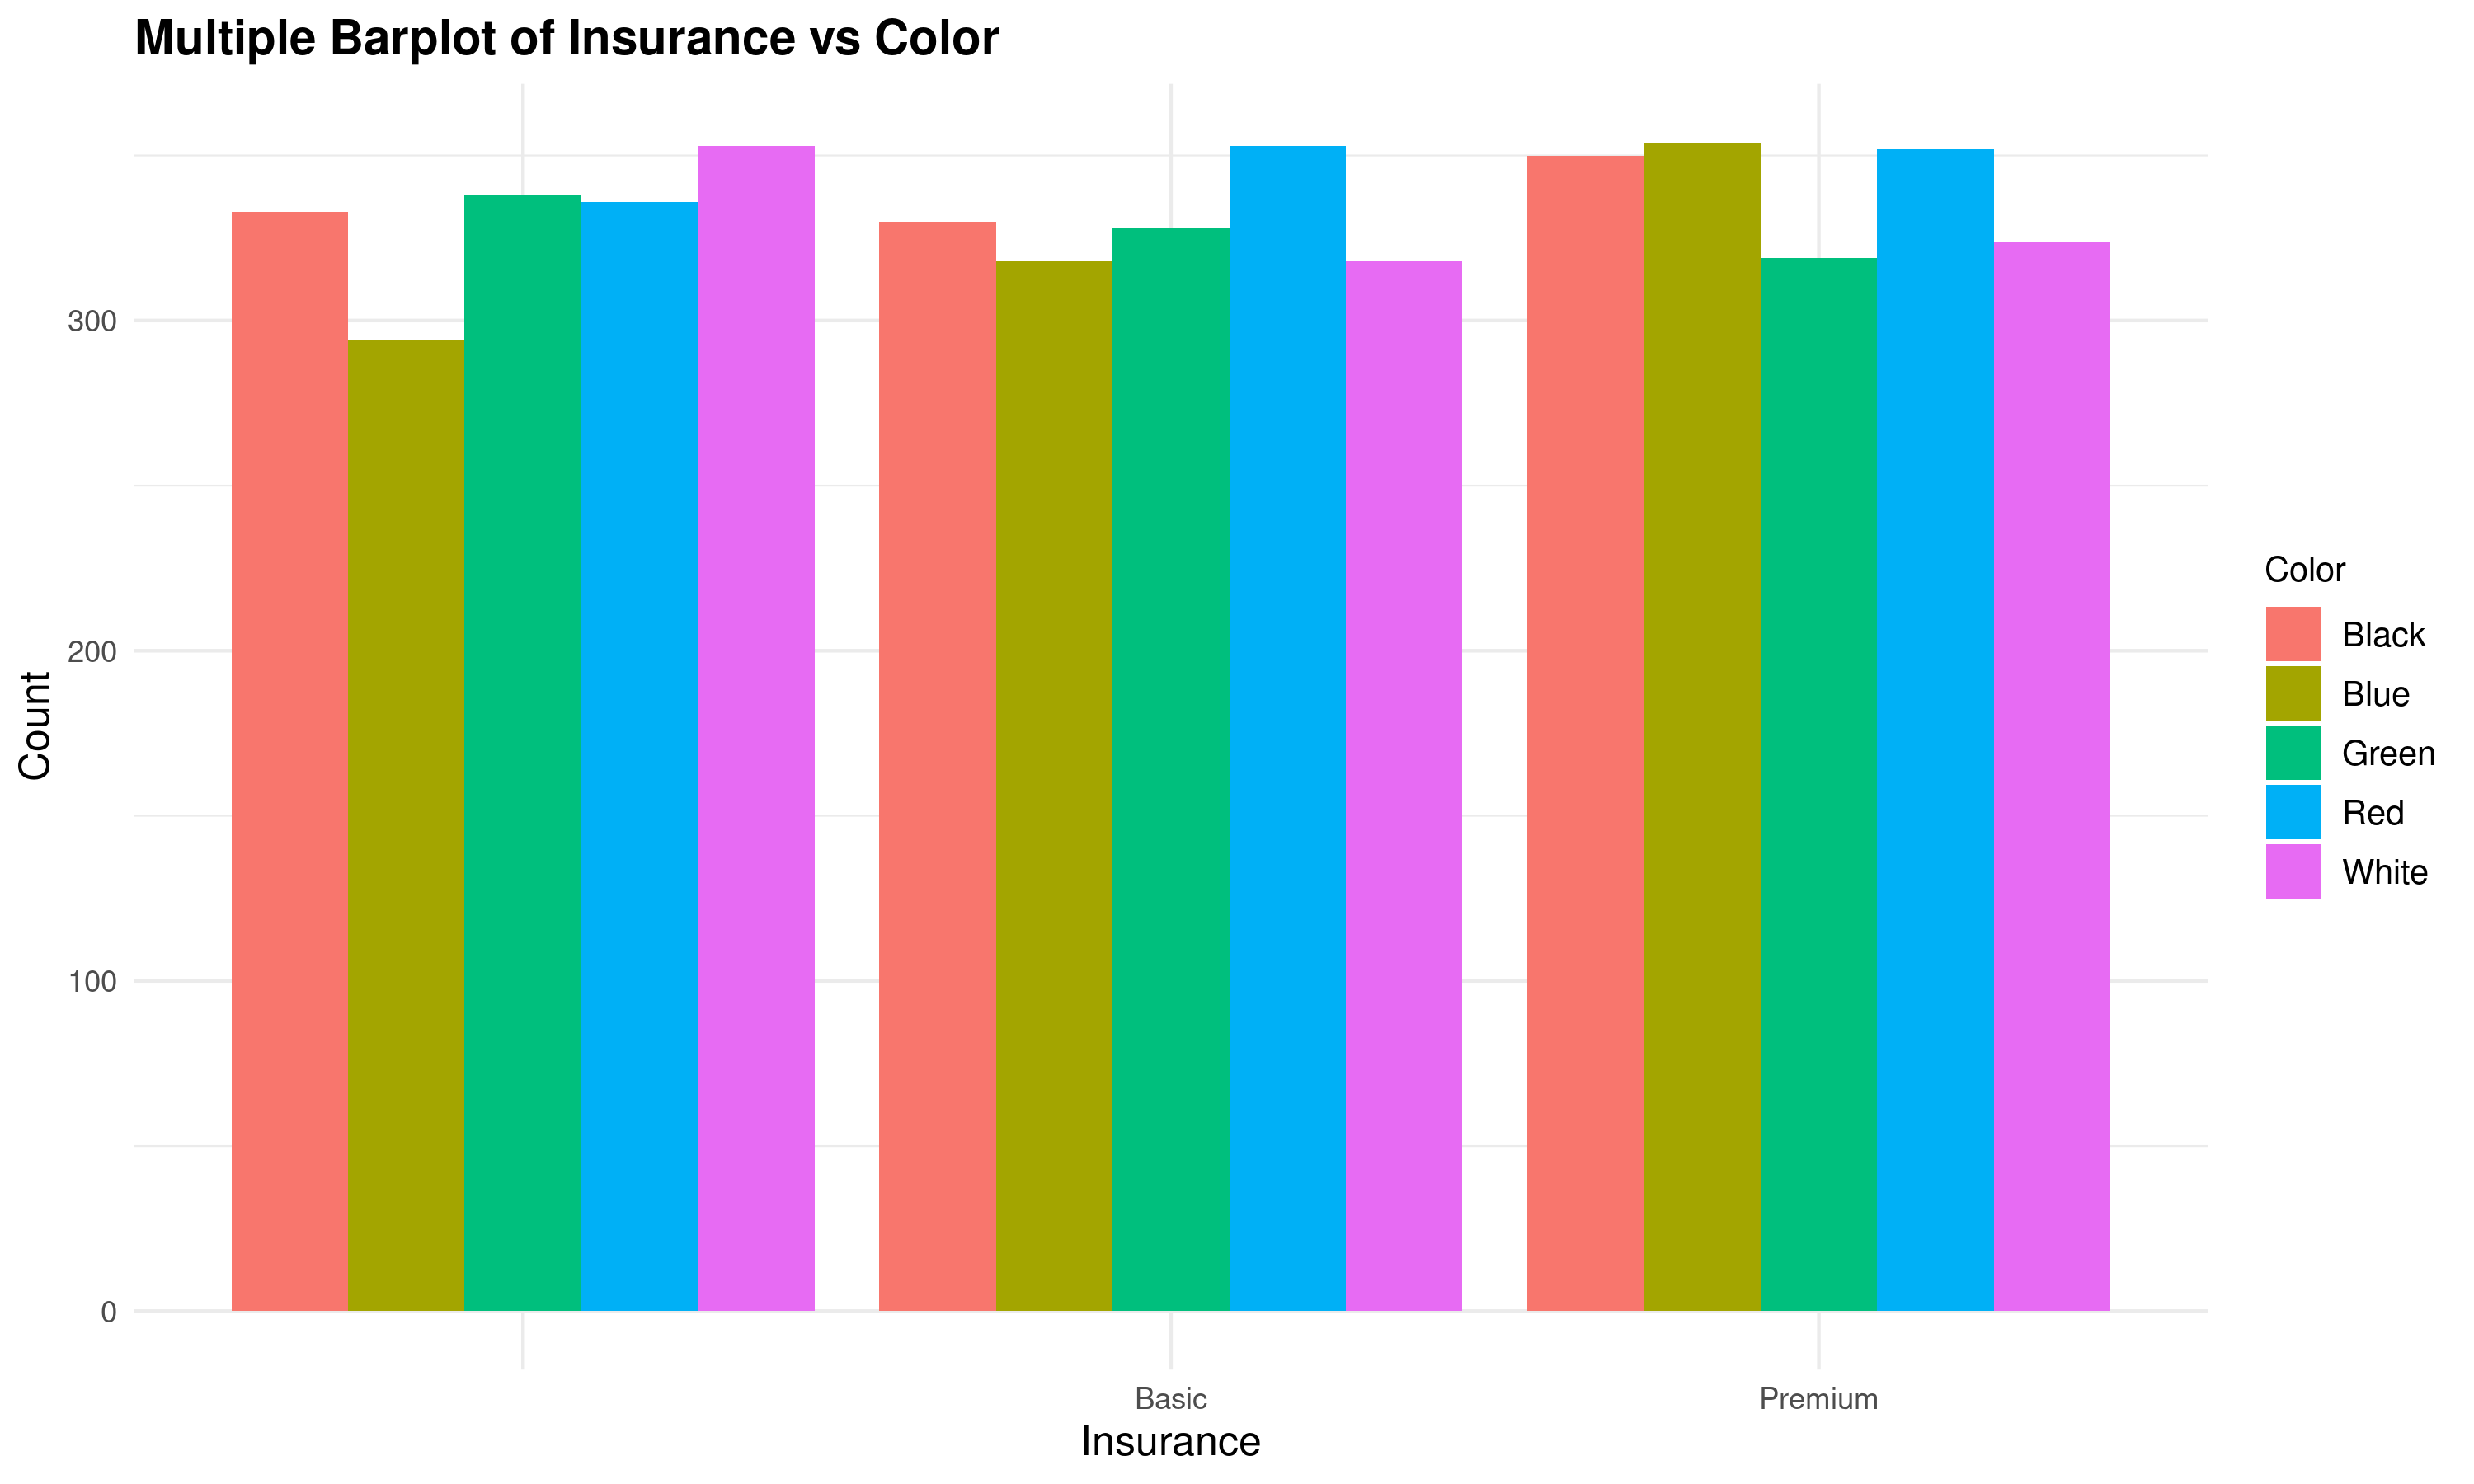 Multiple Barplot of Insurance vs Color
Count
300
200
100
0
Basic
Premium
Insurance
Color
Black
Blue
Green
Red
White